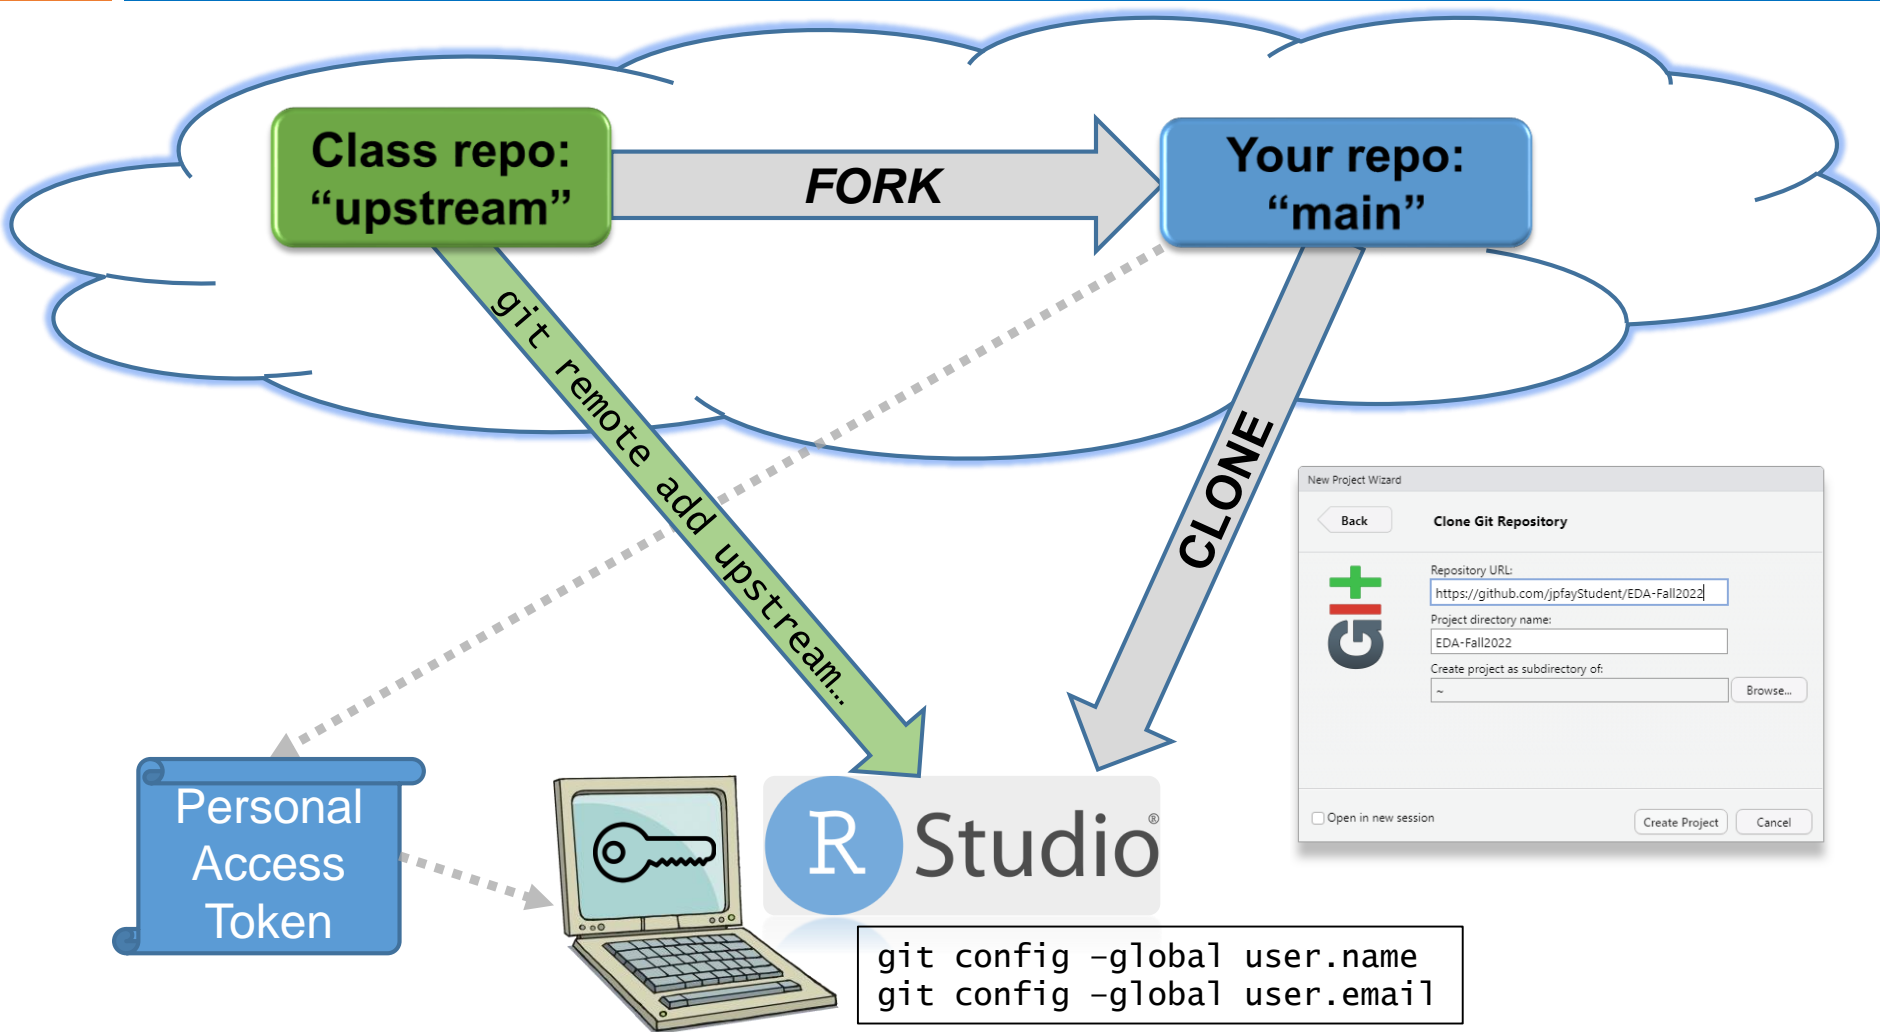 Class repo:
“upstream”
FORK
Your repo:
“main”
git remote add upstream…
CLONE
New Project Wizard
Back
Clone Git Repository
Repository URL:
https://github.com/jpfayStudent/EDA-Fall2022
Project directory name:
EDA-Fall2022
Create project as subdirectory of:
~
Browse...
Open in new session
Create Project
Cancel
git
Personal
Access
Token
R Studio®
git config –global user.name
git config –global user.email